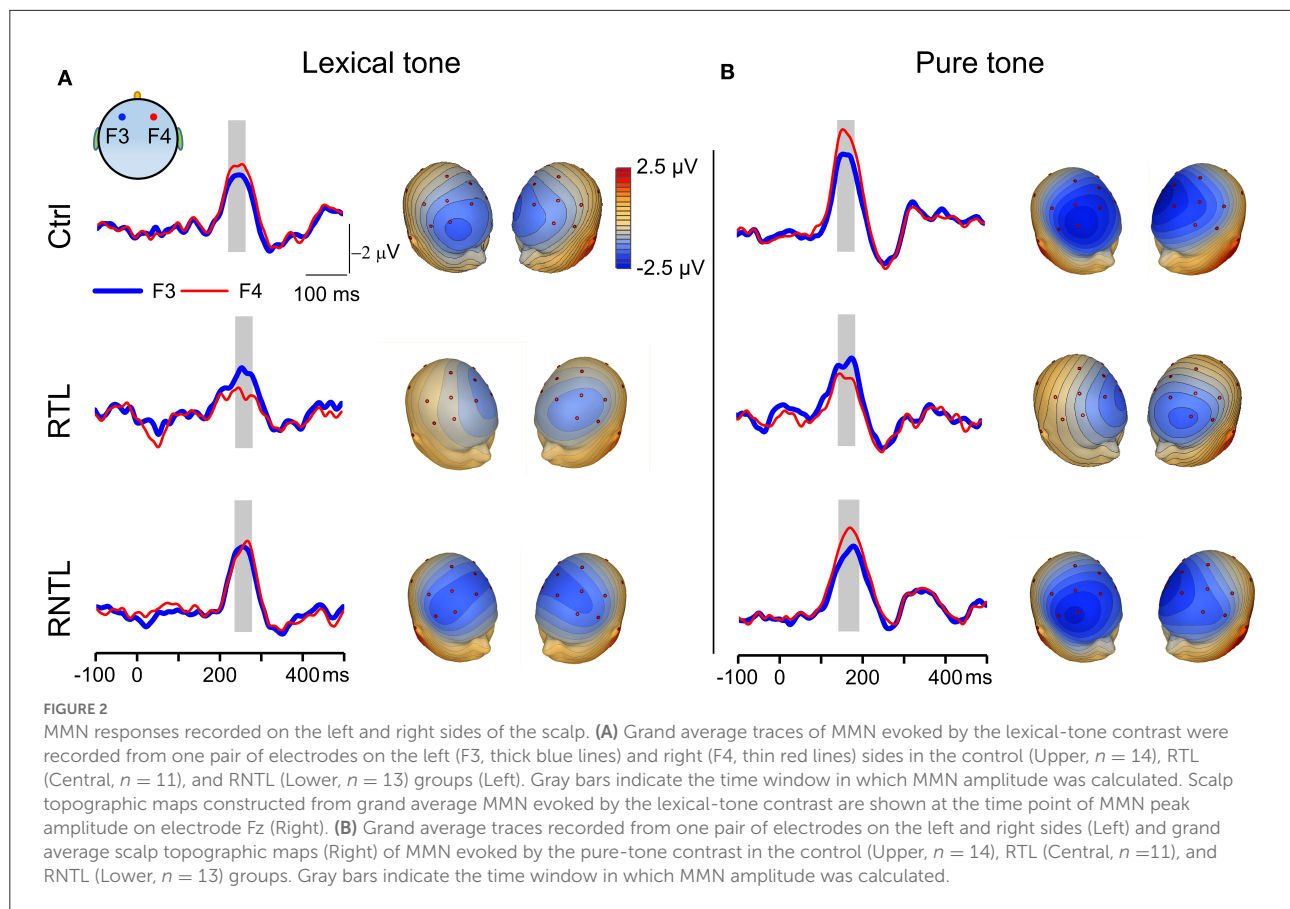 A
Lexical tone
B
Pure tone
F3 F4
Ctrl
2.5 µV
-2.5 µV
−2 µV
100 ms
F3 F4
RTL
RNTL
-100 0 200 400 ms
-100 0 200 400 ms
FIGURE 2
MMN responses recorded on the left and right sides of the scalp. (A) Grand average traces of MMN evoked by the lexical-tone contrast were
recorded from one pair of electrodes on the left (F3, thick blue lines) and right (F4, thin red lines) sides in the control (Upper, n = 14), RTL
(Central, n = 11), and RNTL (Lower, n = 13) groups (Left). Gray bars indicate the time window in which MMN amplitude was calculated. Scalp
topographic maps constructed from grand average MMN evoked by the lexical-tone contrast are shown at the time point of MMN peak
amplitude on electrode Fz (Right). (B) Grand average traces recorded from one pair of electrodes on the left and right sides (Left) and grand
average scalp topographic maps (Right) of MMN evoked by the pure-tone contrast in the control (Upper, n = 14), RTL (Central, n =11), and
RNTL (Lower, n = 13) groups. Gray bars indicate the time window in which MMN amplitude was calculated.